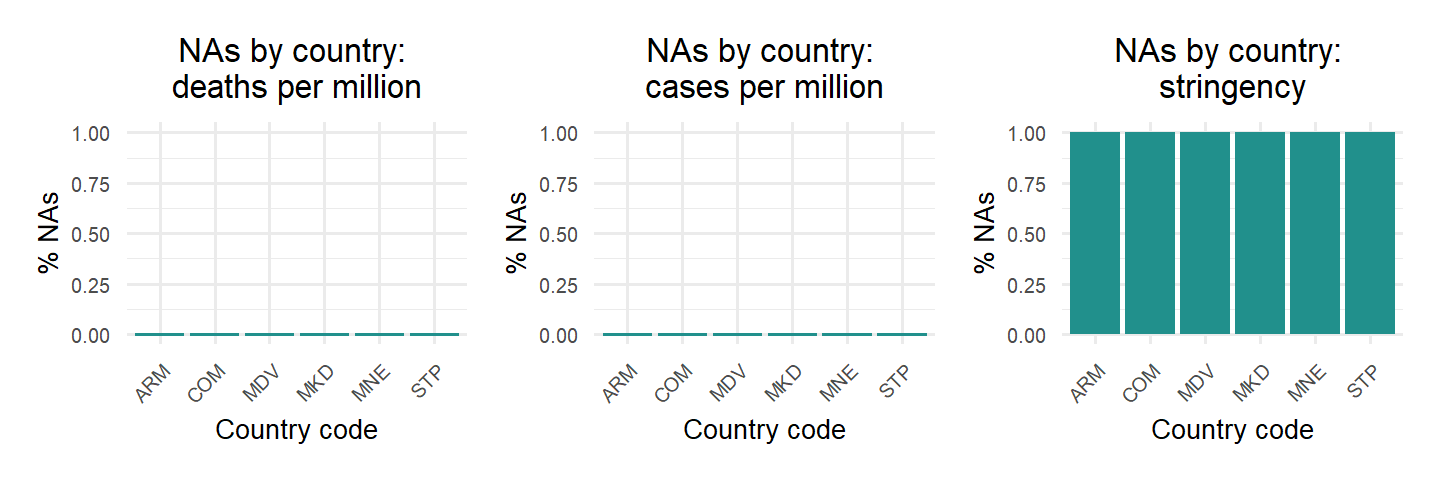 NAs by country:
deaths per million
% NAs
1.00
0.75
0.50
0.25
0.00
ARM COM MDV MKD MNE STP
Country code
NAs by country:
cases per million
% NAs
1.00
0.75
0.50
0.25
0.00
ARM COM MDV MKD MNE STP
Country code
NAs by country:
stringency
% NAs
1.00
0.75
0.50
0.25
0.00
ARM COM MDV MKD MNE STP
Country code